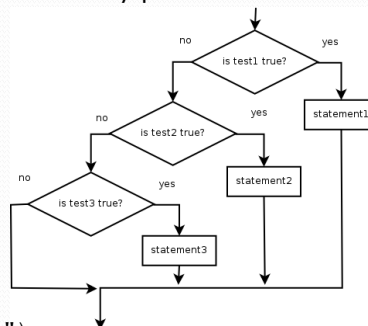 no
yes
is test1 true?
statement1
no
yes
is test2 true?
statement2
no
yes
is test3 true?
statement3